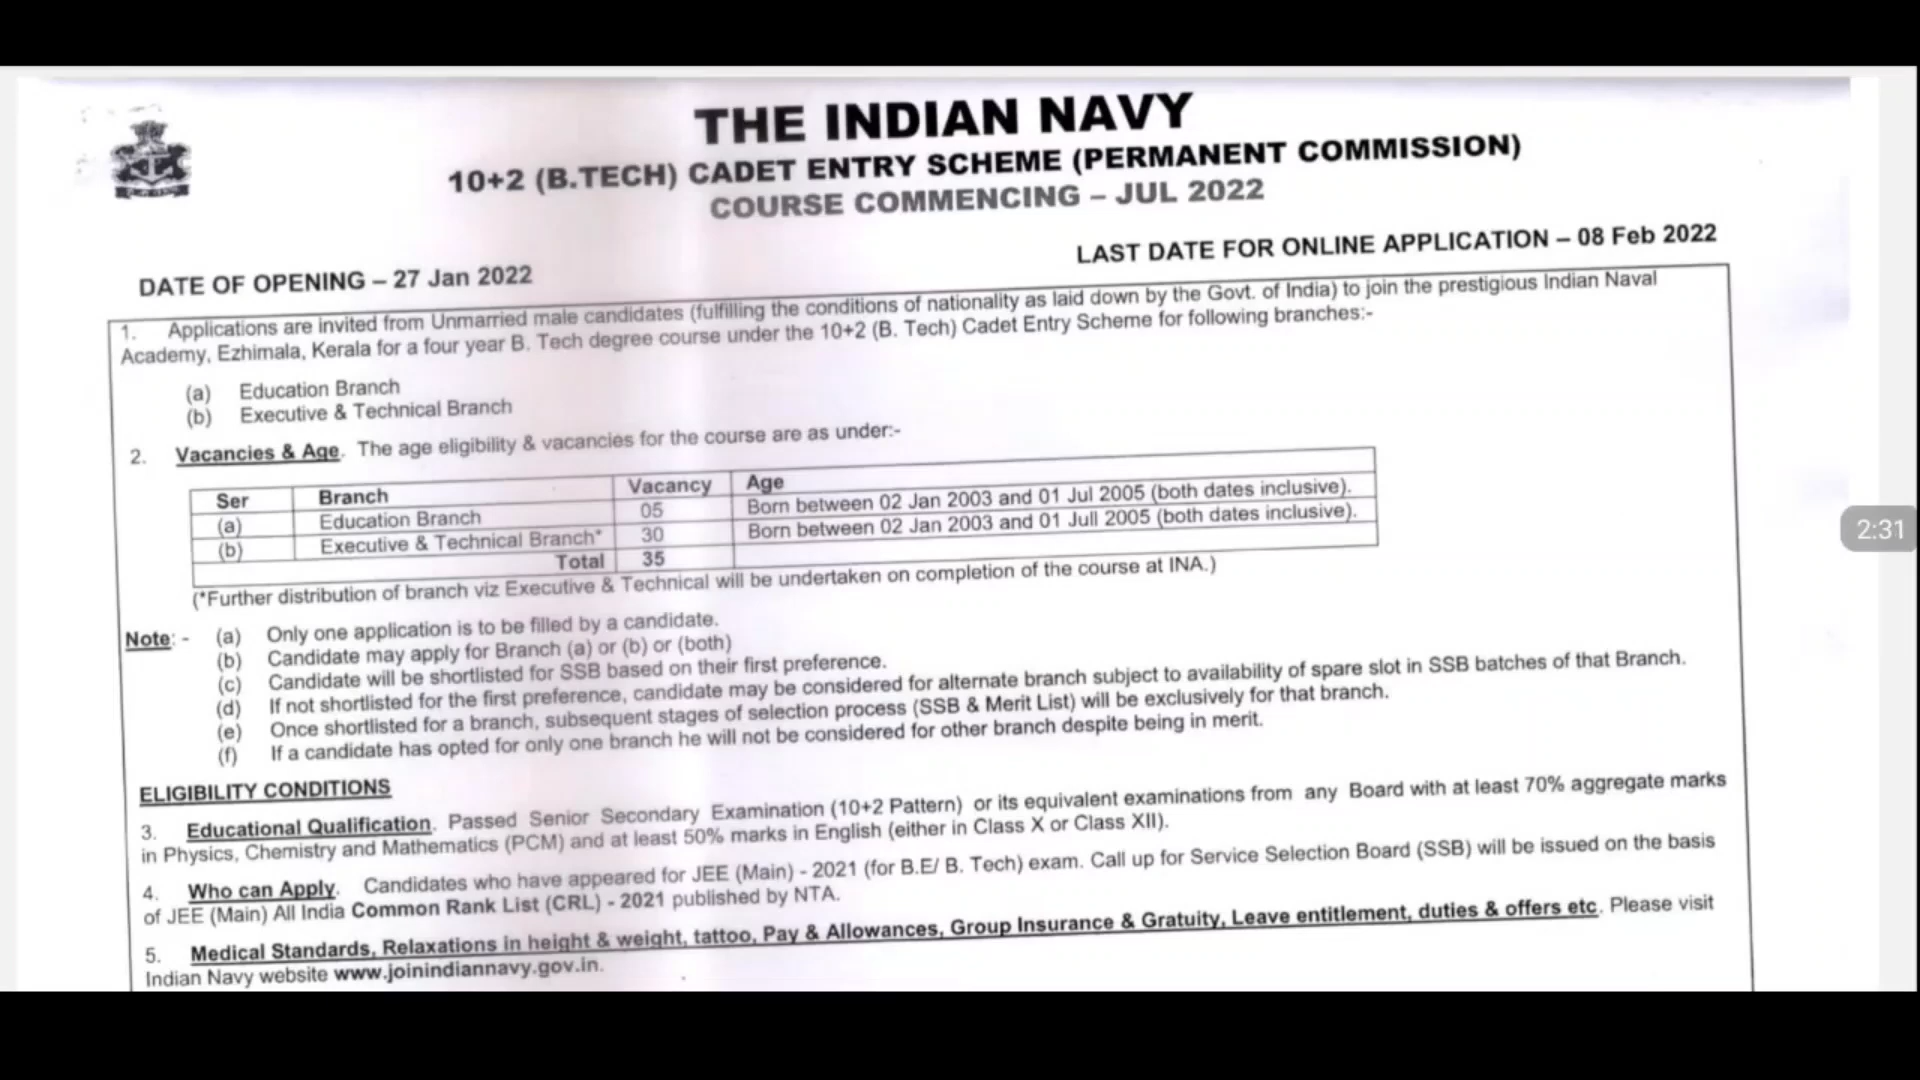 THE INDIAN NAVY
10+2 (B.TECH) CADET ENTRY SCHEME (PERMANENT COMMISSION)
COURSE COMMENCING – JUL 2022
LAST DATE FOR ONLINE APPLICATION – 08 Feb 2022
DATE OF OPENING – 27 Jan 2022
1. Applications are invited from Unmarried male candidates (fulfilling the conditions of nationality as laid down by the Govt. of India) to join the prestigious Indian Naval
Academy, Ezhimala, Kerala for a four year B. Tech degree course under the 10+2 (B. Tech) Cadet Entry Scheme for following branches:-
(a) Education Branch
(b) Executive & Technical Branch
2. Vacancies & Age. The age eligibility & vacancies for the course are as under:-
Ser Branch Vacancy Age
(a) Education Branch 05 Born between 02 Jan 2003 and 01 Jul 2005 (both dates inclusive).
(b) Executive & Technical Branch* 30 Born between 02 Jan 2003 and 01 Jull 2005 (both dates inclusive).
Total 35
(*Further distribution of branch viz Executive & Technical will be undertaken on completion of the course at INA.)
Note: - (a) Only one application is to be filled by a candidate.
(b) Candidate may apply for Branch (a) or (b) or (both)
(c) Candidate will be shortlisted for SSB based on their first preference.
(d) If not shortlisted for the first preference, candidate may be considered for alternate branch subject to availability of spare slot in SSB batches of that Branch.
(e) Once shortlisted for a branch, subsequent stages of selection process (SSB & Merit List) will be exclusively for that branch.
(f) If a candidate has opted for only one branch he will not be considered for other branch despite being in merit.
ELIGIBILITY CONDITIONS
3. Educational Qualification. Passed Senior Secondary Examination (10+2 Pattern) or its equivalent examinations from any Board with at least 70% aggregate marks
in Physics, Chemistry and Mathematics (PCM) and at least 50% marks in English (either in Class X or Class XII).
4. Who can Apply. Candidates who have appeared for JEE (Main) - 2021 (for B.E/ B. Tech) exam. Call up for Service Selection Board (SSB) will be issued on the basis
of JEE (Main) All India Common Rank List (CRL) - 2021 published by NTA.
5. Medical Standards, Relaxations in height & weight, tattoo, Pay & Allowances, Group Insurance & Gratuity, Leave entitlement, duties & offers etc. Please visit
Indian Navy website www.joinindiannavy.gov.in.
2:31